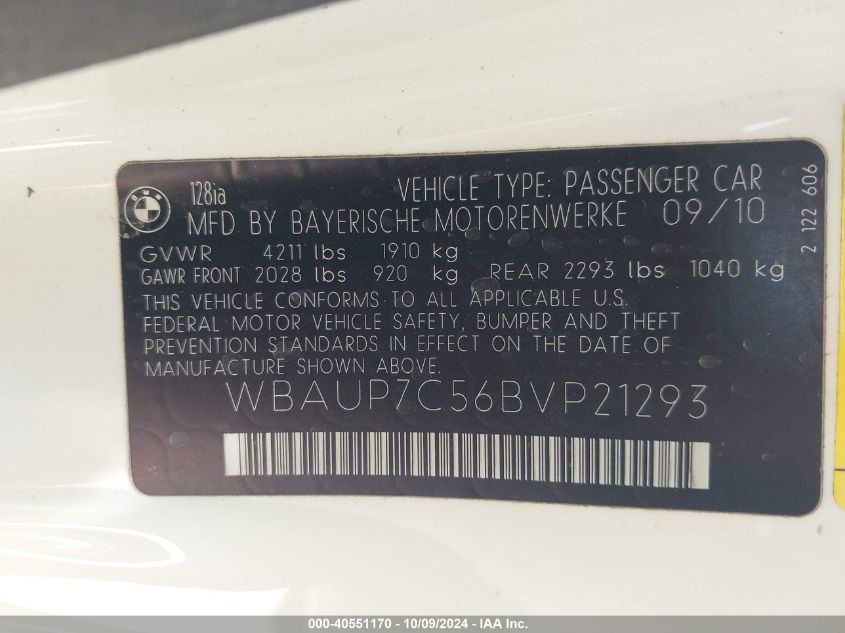 128ia VEHICLE TYPE: PASSENGER CAR
MFD BY BAYERISCHE MOTORENWERKE 09/10
GVWR 4211 lbs 1910 kg
GAWR FRONT 2028 lbs 920 kg REAR 2293 lbs 1040 kg
THIS VEHICLE CONFORMS TO ALL APPLICABLE U.S.
FEDERAL MOTOR VEHICLE SAFETY, BUMPER AND THEFT
PREVENTION STANDARDS IN EFFECT ON THE DATE OF
MANUFACTURE SHOWN ABOVE.
WBAUP7C56BVP21293
2 122 606
BMW
000-40551170 - 10/09/2024 - IAA Inc.